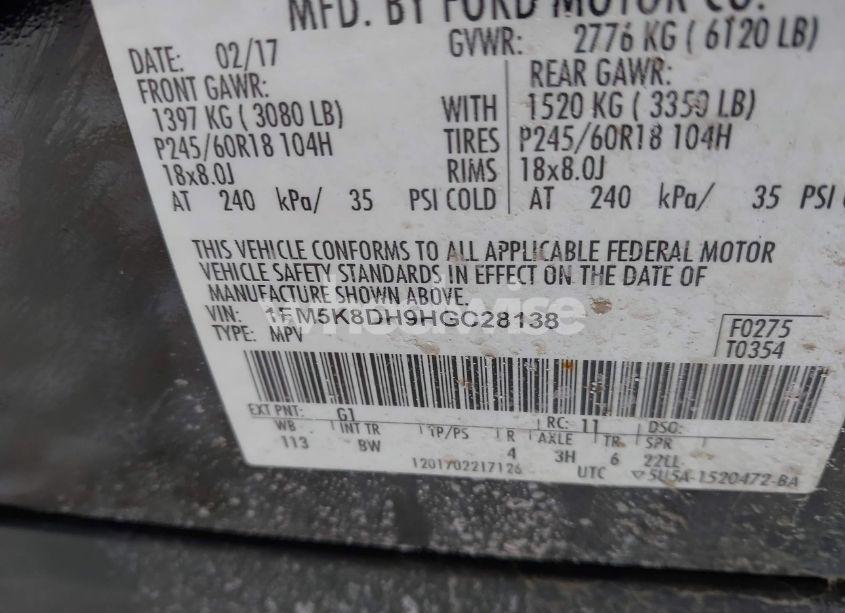 MFD. BY FORD MOTOR CO.
DATE: 02/17 GVWR: 2776 KG ( 6120 LB)
FRONT GAWR: REAR GAWR:
1397 KG ( 3080 LB) WITH 1520 KG ( 3350 LB)
P245/60R18 104H TIRES P245/60R18 104H
18x8.0J RIMS 18x8.0J
AT 240 kPa/ 35 PSI COLD AT 240 kPa/ 35 PSI
THIS VEHICLE CONFORMS TO ALL APPLICABLE FEDERAL MOTOR
VEHICLE SAFETY STANDARDS IN EFFECT ON THE DATE OF
MANUFACTURE SHOWN ABOVE.
VIN: 1FM5K8DH9HGC28138
TYPE: MPV
F0275
T0354
EXT PNT: G1 RC: 11 DSO:
WB INT TR TP/PS R AXLE TR SPR
113 BW 4 3H 6 22LL
1201702217126 UTC ▽5U5A-1520472-BA